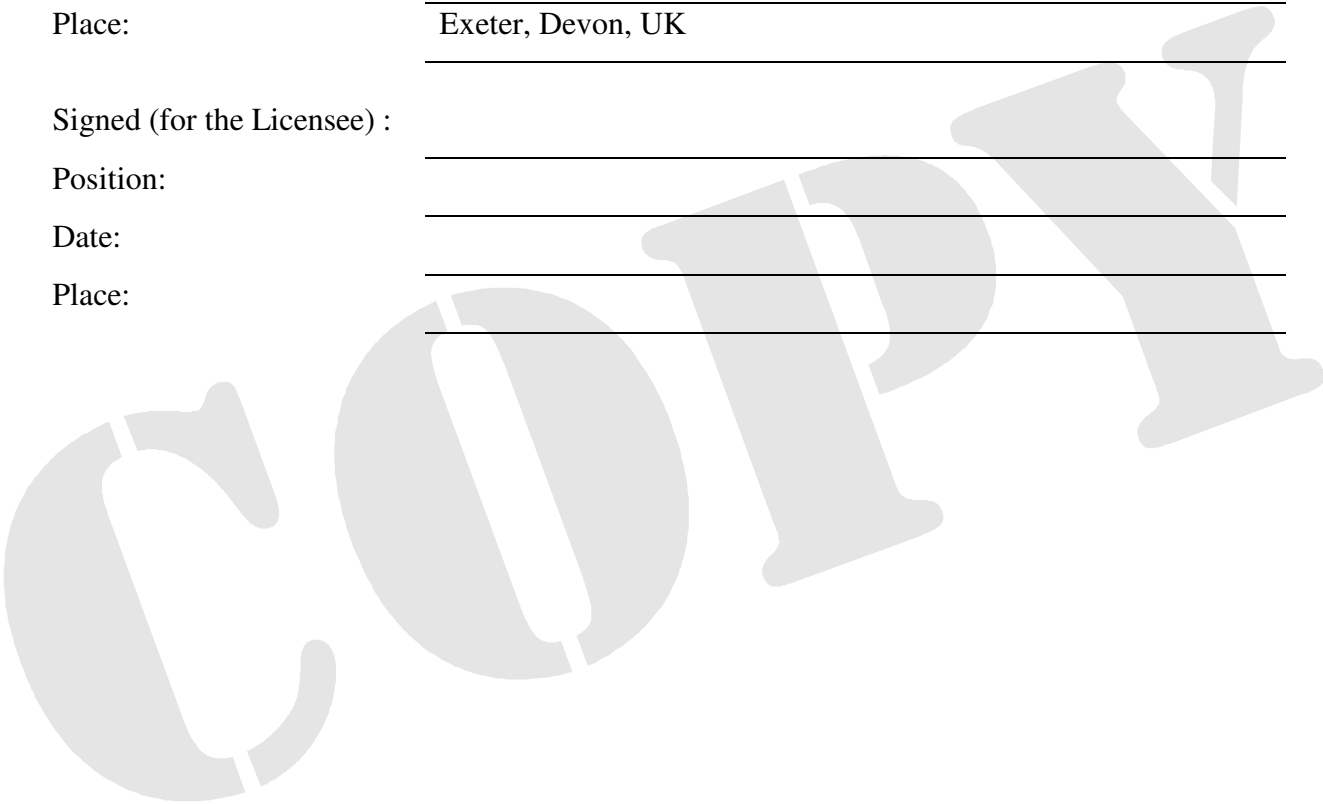 Place: Exeter, Devon, UK
Signed (for the Licensee) :
Position:
Date:
Place:
COPY